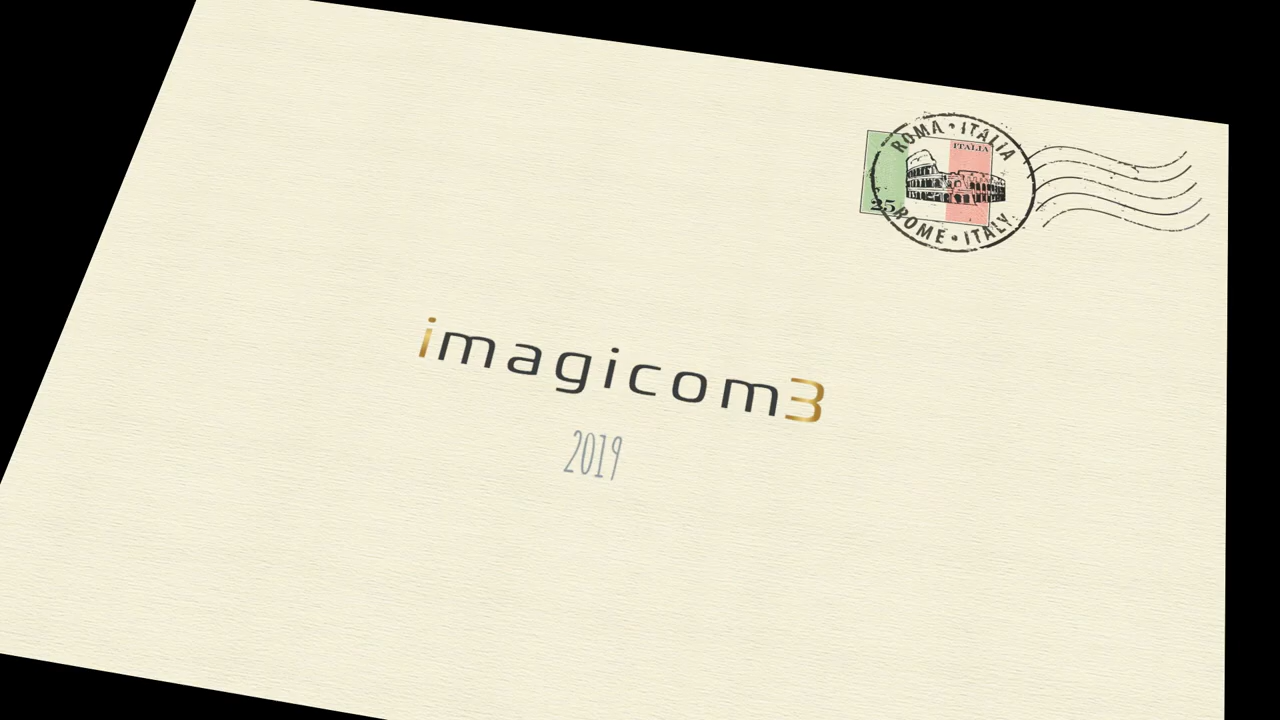 ROMA • ITALIA
ITALIA
25
ROME • ITALY
imagicom3
2019